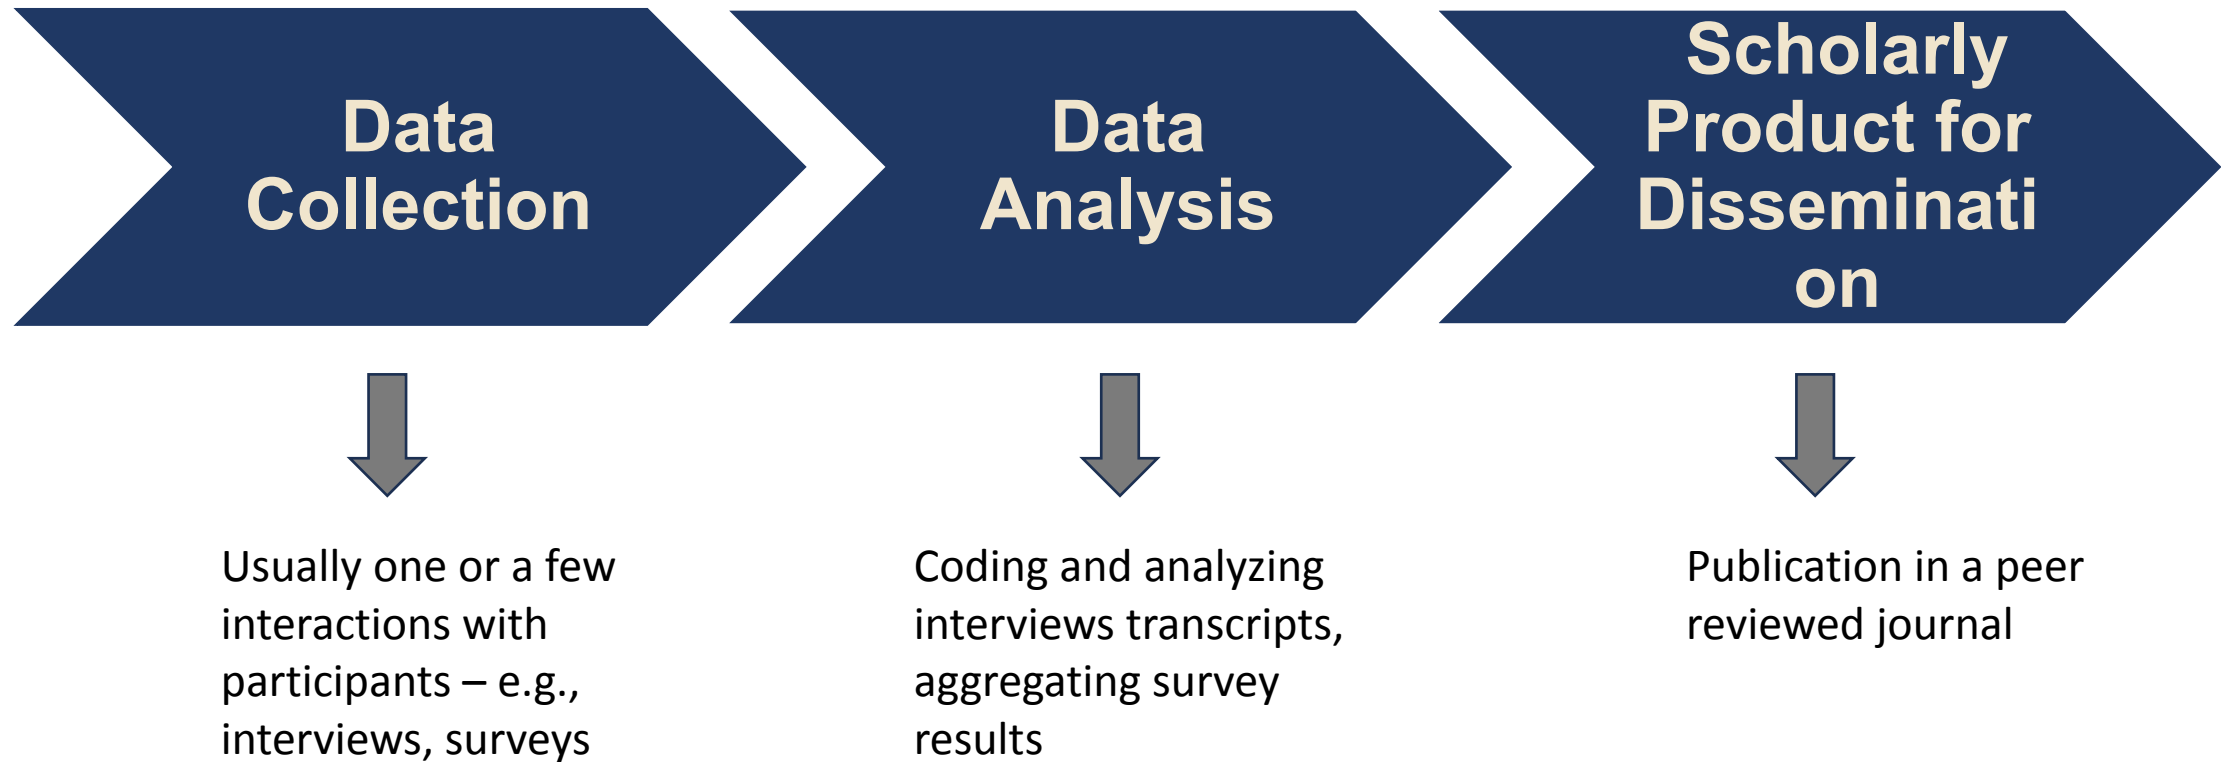 Data
Collection
Data
Analysis
Scholarly
Product for
Disseminati
on
Usually one or a few
interactions with
participants – e.g.,
interviews, surveys
Coding and analyzing
interviews transcripts,
aggregating survey
results
Publication in a peer
reviewed journal